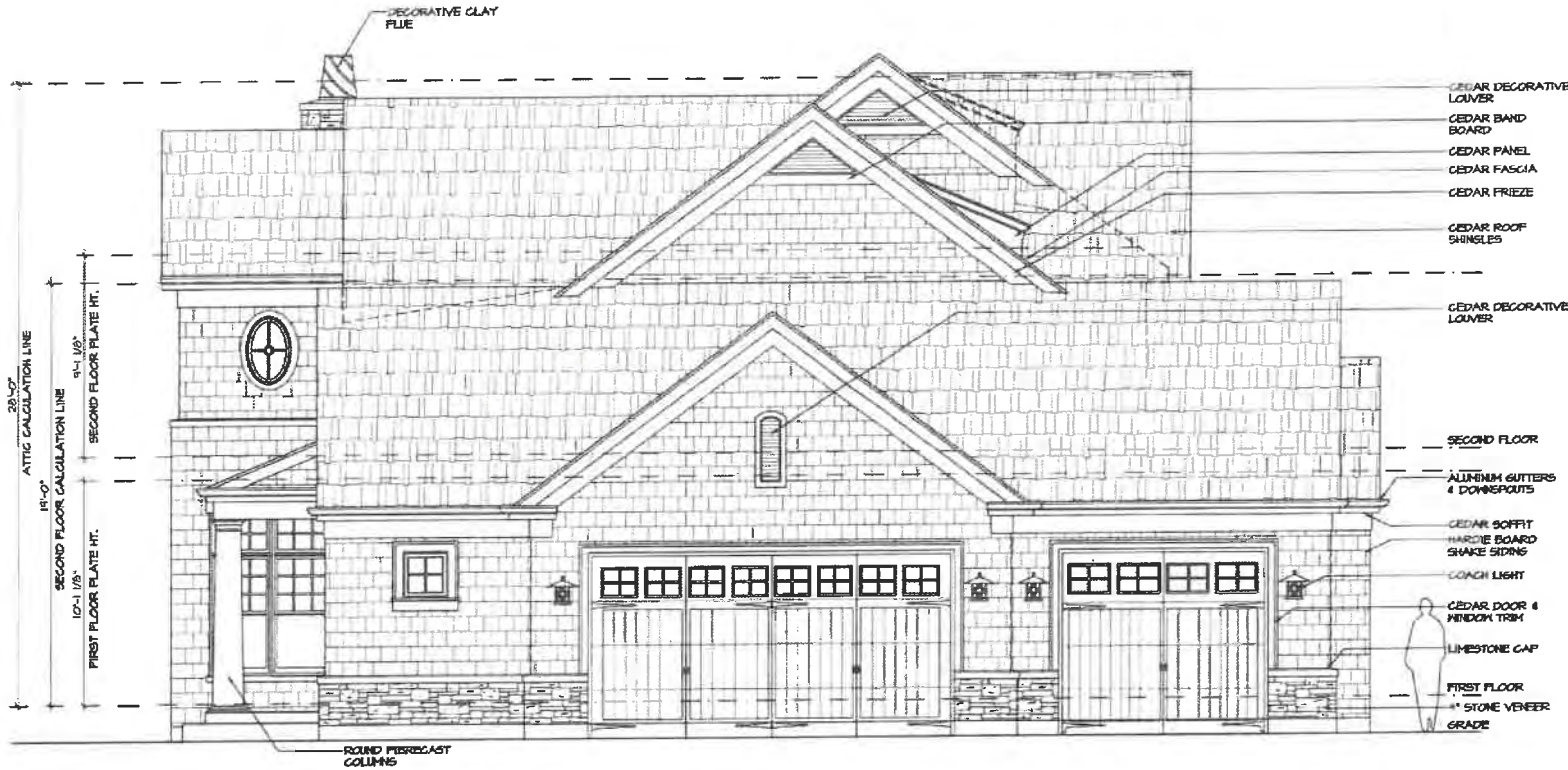 DECORATIVE CLAY
FLUE
CEDAR DECORATIVE
LOUVER
CEDAR BAND
BOARD
CEDAR PANEL
CEDAR FASCIA
CEDAR FRIEZE
CEDAR ROOF
SHINGLES
CEDAR DECORATIVE
LOUVER
SECOND FLOOR
ALUMINUM GUTTERS
& DOWNSPOUTS
CEDAR SOFFIT
HARDIE BOARD
SHAKE SIDING
COACH LIGHT
CEDAR DOOR &
WINDOW TRIM
LIMESTONE CAP
FIRST FLOOR
4" STONE VENEER
GRADE
ROUND FIBRECAST
COLUMNS
28'-0"
ATTIC CALCULATION LINE
19'-0"
SECOND FLOOR CALCULATION LINE
9'-1 1/8"
SECOND FLOOR PLATE HT.
10'-1 1/8"
FIRST FLOOR PLATE HT.